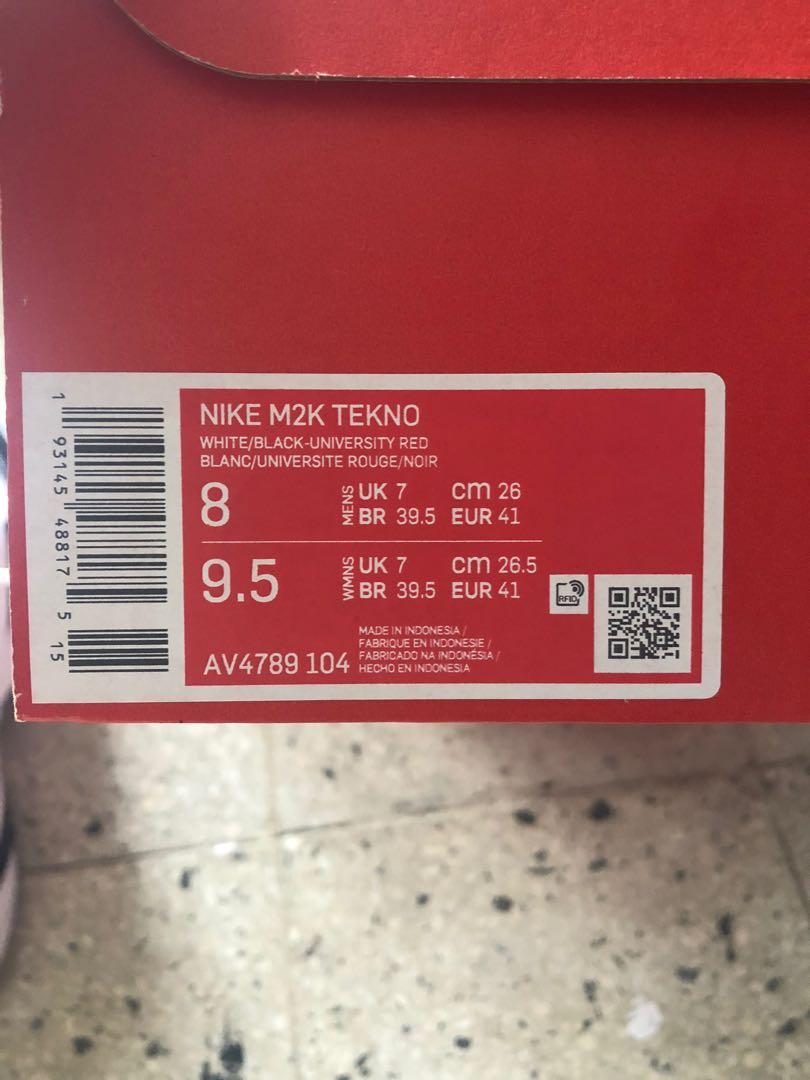 NIKE M2K TEKNO
WHITE/BLACK-UNIVERSITY RED
BLANC/UNIVERSITE ROUGE/NOIR
8 MENS UK 7 cm 26
BR 39.5 EUR 41
9.5 WMNS UK 7 cm 26.5
BR 39.5 EUR 41
RFID
AV4789 104
MADE IN INDONESIA /
FABRIQUE EN INDONESIE /
FABRICADO NA INDONÉSIA /
HECHO EN INDONESIA
1 93145 48817 5 15